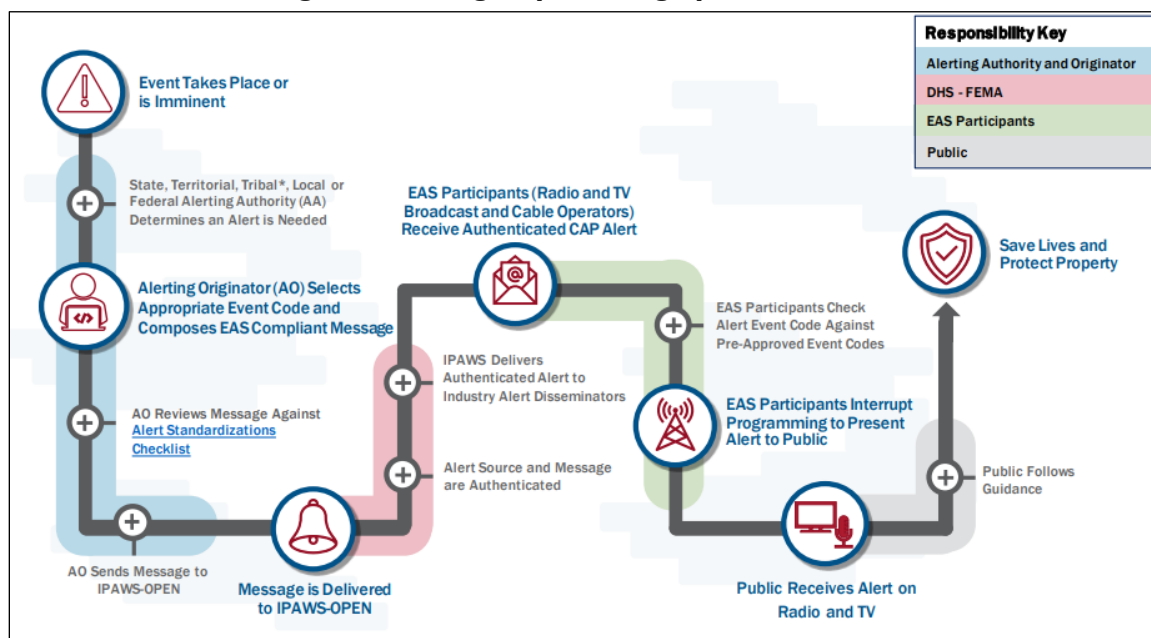 Responsibility Key
Alerting Authority and Originator
DHS - FEMA
EAS Participants
Public
Event Takes Place or
is Imminent
State, Territorial, Tribal*, Local or
Federal Alerting Authority (AA)
Determines an Alert is Needed
Alerting Originator (AO) Selects
Appropriate Event Code and
Composes EAS Compliant Message
AO Reviews Message Against
Alert Standardizations
Checklist
AO Sends Message to
IPAWS-OPEN
Message is Delivered
to IPAWS-OPEN
Alert Source and Message
are Authenticated
IPAWS Delivers
Authenticated Alert to
Industry Alert Disseminators
EAS Participants (Radio and TV
Broadcast and Cable Operators)
Receive Authenticated CAP Alert
EAS Participants Check
Alert Event Code Against
Pre-Approved Event Codes
EAS Participants Interrupt
Programming to Present
Alert to Public
Public Receives Alert on
Radio and TV
Public Follows
Guidance
Save Lives and
Protect Property